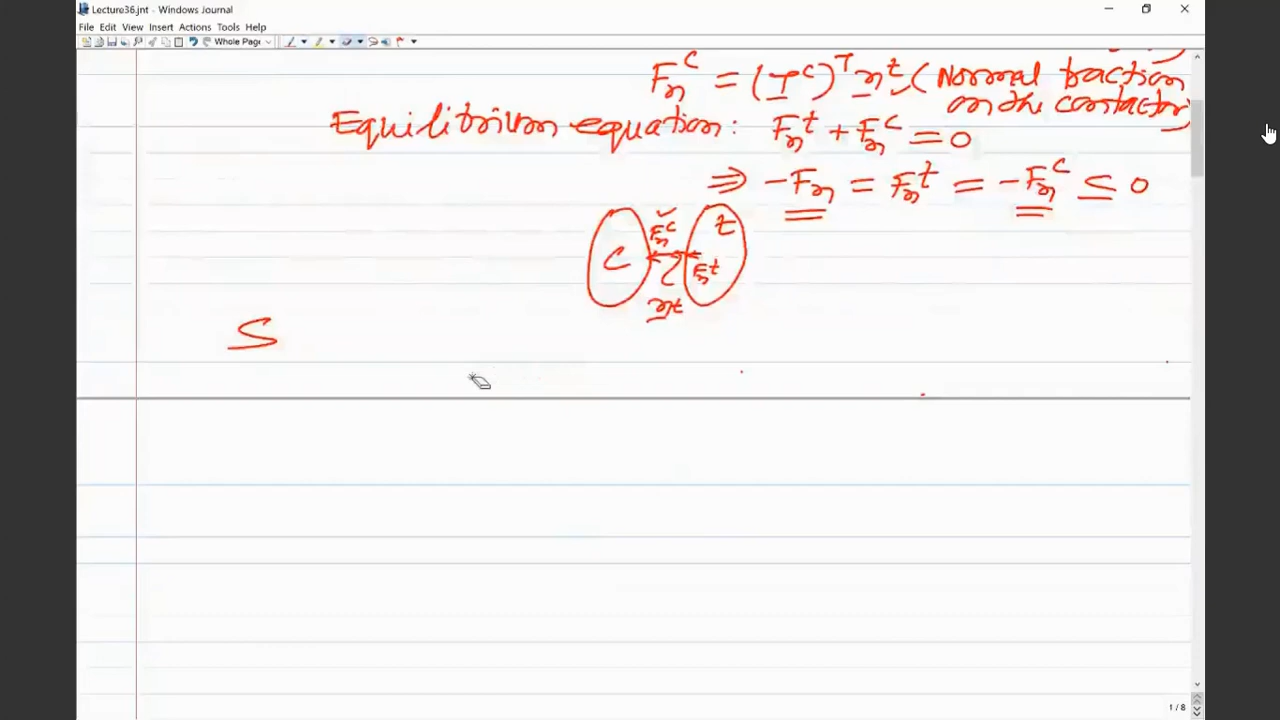 Lecture36.jnt - Windows Journal
File Edit View Insert Actions Tools Help
Whole Page
F_n^c = (T^c)^T n^t (Normal traction
on the contactor)
Equilibrium equation: F_n^t + F_n^c = 0
⇒ -F_n = F_n^t = -F_n^c ≤ 0
C F_n^c t
F_n^t
n^t
S
1 / 8